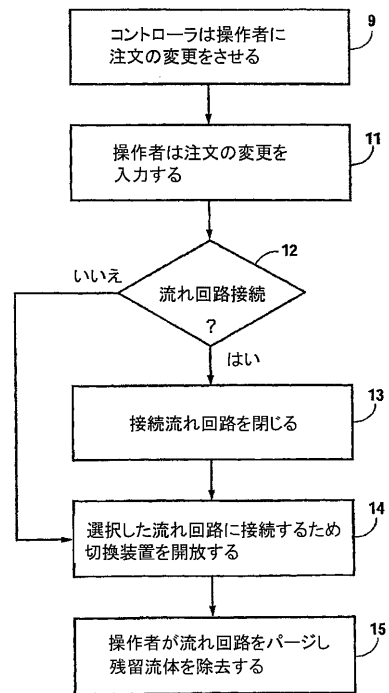 コントローラは操作者に
注文の変更をさせる
9
操作者は注文の変更を
入力する
11
12
流れ回路接続
?
いいえ
はい
接続流れ回路を閉じる
13
選択した流れ回路に接続するため
切換装置を開放する
14
操作者が流れ回路をパージし
残留流体を除去する
15